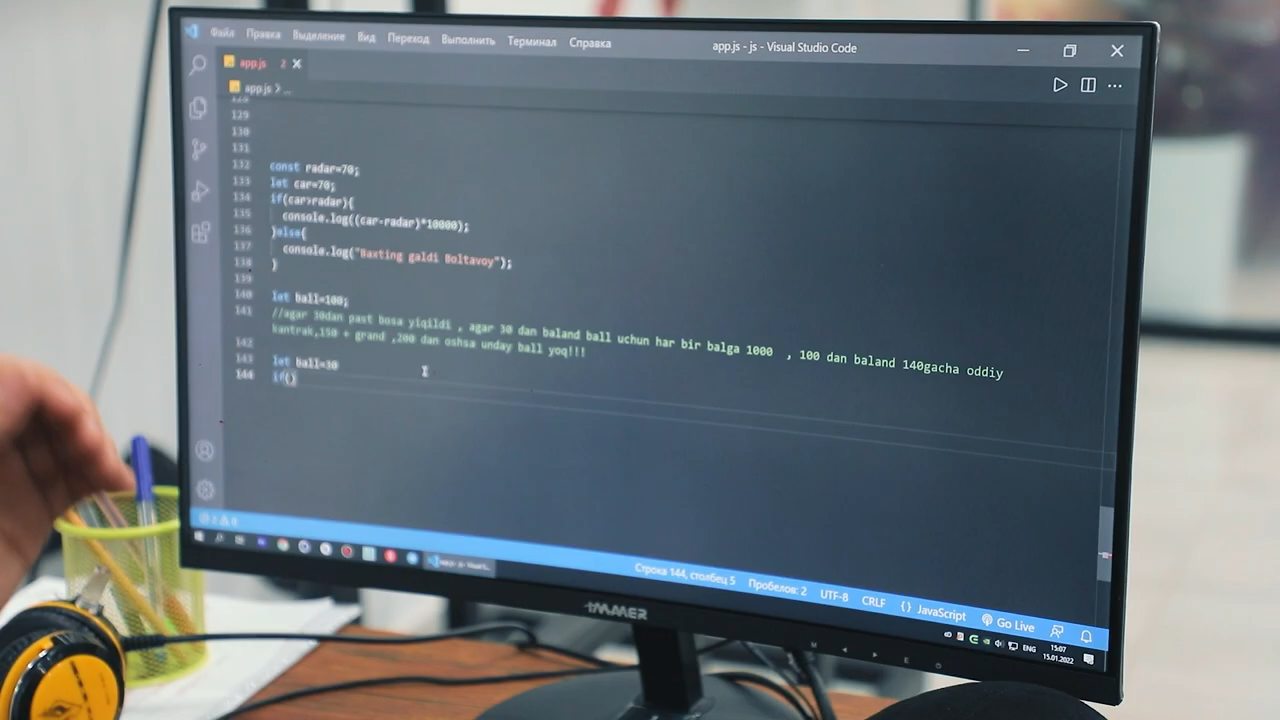 Файл Правка Выделение Вид Переход Выполнить Терминал Справка app.js - js - Visual Studio Code
app.js 2
app.js > ...
128
129
130
131
132 const radar=70;
133 let car=70;
134 if(car>radar){
135 console.log((car-radar)*10000);
136 }else{
137 console.log("Baxting galdi Boltavoy");
138 }
139
140 let ball=100;
141 //agar 30dan past bosa yiqildi , agar 30 dan baland ball uchun har bir balga 1000 , 100 dan baland 140gacha oddiy
kantrak,150 + grand ,200 dan oshsa unday ball yoq!!!
142
143 let ball=30
144 if()
Строка 144, столбец 5 Пробелов: 2 UTF-8 CRLF {} JavaScript Go Live
ENG 15:07
15.01.2022
IMMER